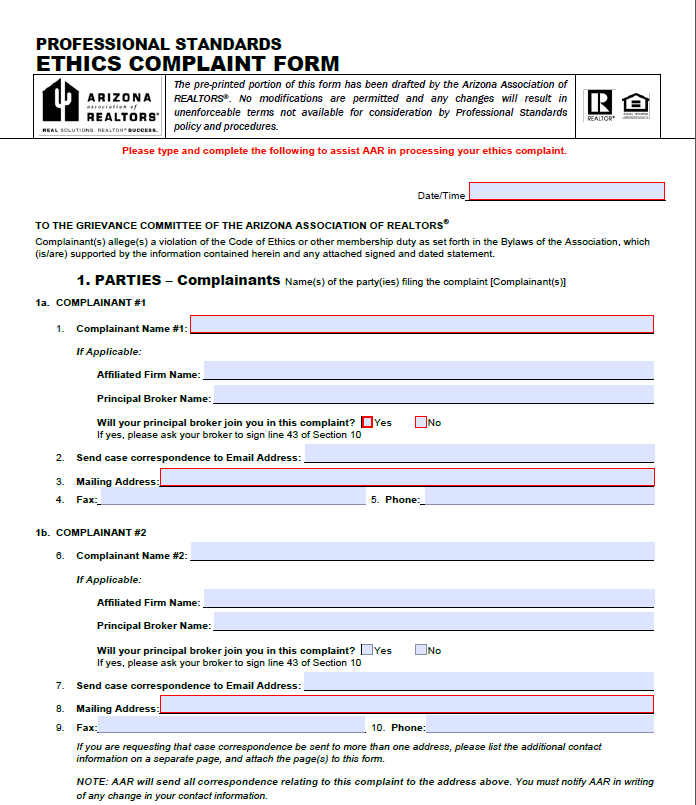 PROFESSIONAL STANDARDS
ETHICS COMPLAINT FORM
ARIZONA
association of
REALTORS®
REAL SOLUTIONS. REALTOR® SUCCESS.
The pre-printed portion of this form has been drafted by the Arizona Association of
REALTORS®. No modifications are permitted and any changes will result in
unenforceable terms not available for consideration by Professional Standards
policy and procedures.
R
REALTOR®
Please type and complete the following to assist AAR in processing your ethics complaint.
Date/Time
TO THE GRIEVANCE COMMITTEE OF THE ARIZONA ASSOCIATION OF REALTORS®
Complainant(s) allege(s) a violation of the Code of Ethics or other membership duty as set forth in the Bylaws of the Association, which
(is/are) supported by the information contained herein and any attached signed and dated statement.
1. PARTIES – Complainants Name(s) of the party(ies) filing the complaint [Complainant(s)]
1a. COMPLAINANT #1
1. Complainant Name #1:
If Applicable:
Affiliated Firm Name:
Principal Broker Name:
Will your principal broker join you in this complaint? Yes No
If yes, please ask your broker to sign line 43 of Section 10
2. Send case correspondence to Email Address:
3. Mailing Address:
4. Fax: 5. Phone:
1b. COMPLAINANT #2
6. Complainant Name #2:
If Applicable:
Affiliated Firm Name:
Principal Broker Name:
Will your principal broker join you in this complaint? Yes No
If yes, please ask your broker to sign line 43 of Section 10
7. Send case correspondence to Email Address:
8. Mailing Address:
9. Fax: 10. Phone:
If you are requesting that case correspondence be sent to more than one address, please list the additional contact
information on a separate page, and attach the page(s) to this form.
NOTE: AAR will send all correspondence relating to this complaint to the address above. You must notify AAR in writing
of any change in your contact information.